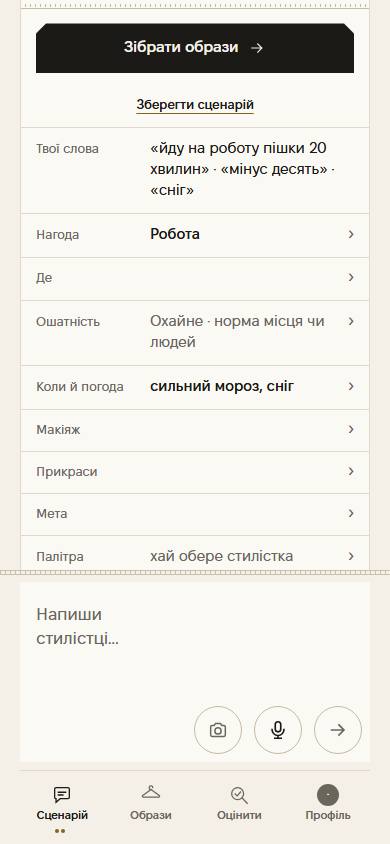 Зібрати образи →
Зберегти сценарій
Твої слова
«йду на роботу пішки 20
хвилин» · «мінус десять» ·
«сніг»
Нагода Робота
Де
Ошатність Охайне · норма місця чи
людей
Коли й погода сильний мороз, сніг
Макіяж
Прикраси
Мета
Палітра хай обере стилістка
Напиши
стилістці...
Сценарій Образи Оцінити Профіль